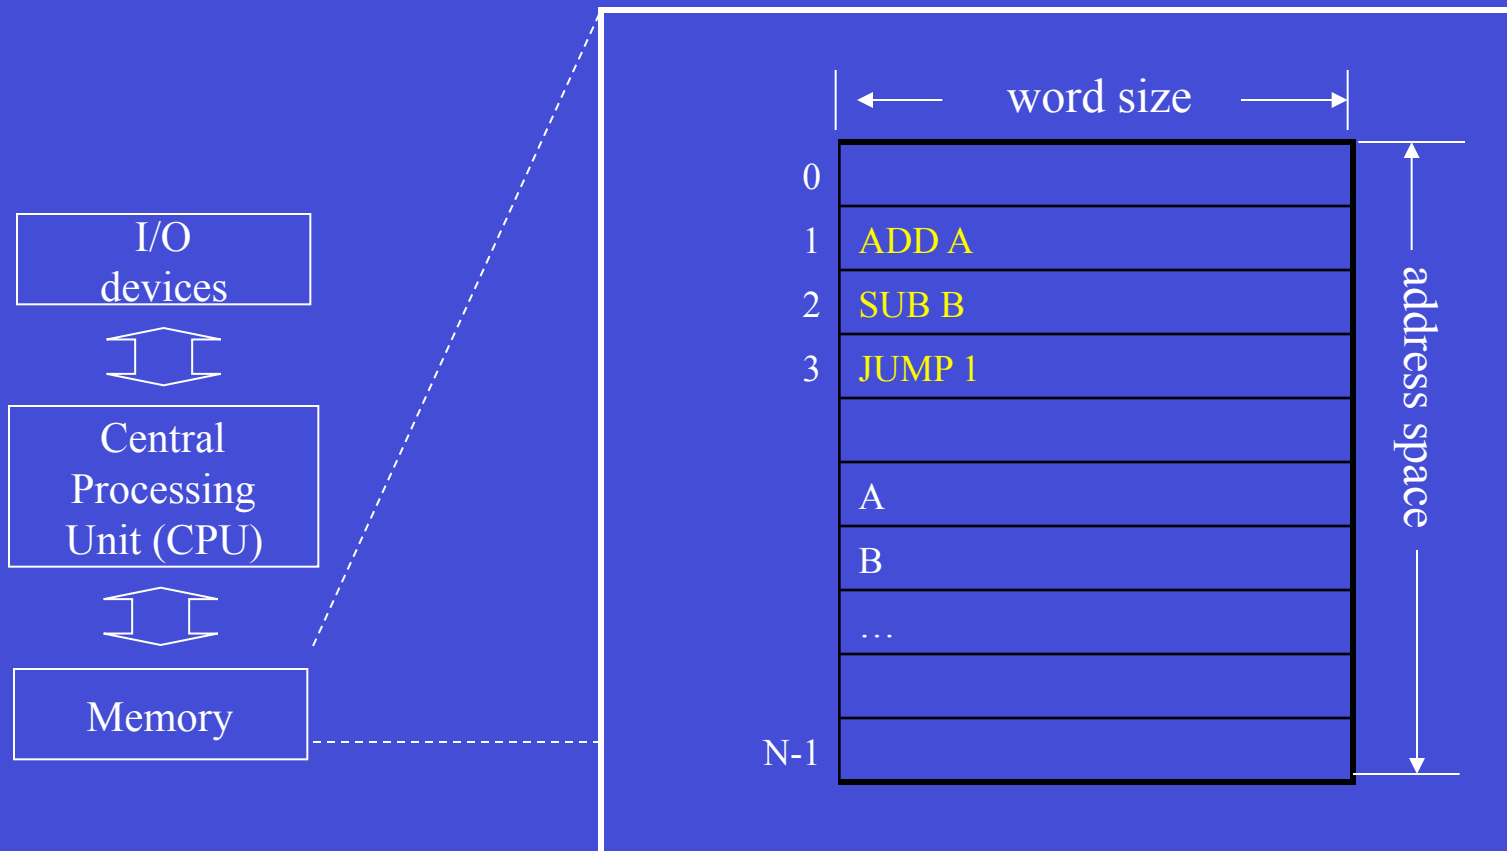 I/O
devices
Central
Processing
Unit (CPU)
Memory
word size
0
1 ADD A
2 SUB B
3 JUMP 1
A
B
…
N-1
address space